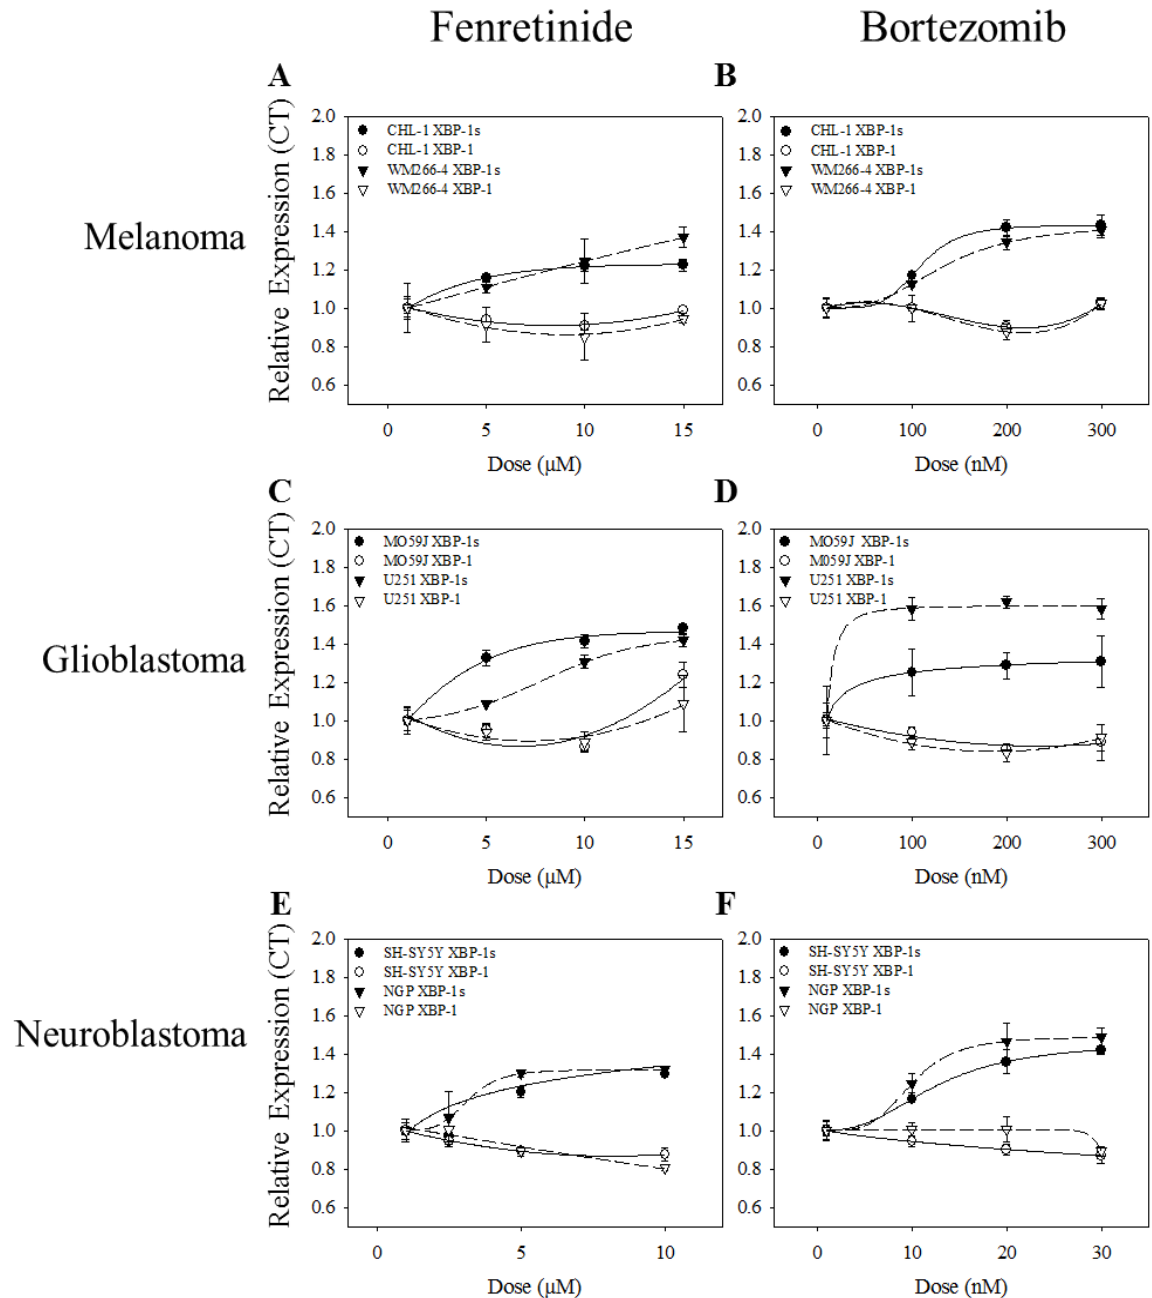 Fenretinide
Bortezomib
A
B
Melanoma
Relative Expression (CT)
2.0
1.8
1.6
1.4
1.2
1.0
0.8
0.6
CHL-1 XBP-1s
CHL-1 XBP-1
WM266-4 XBP-1s
WM266-4 XBP-1
0 5 10 15
Dose (μM)
2.0
1.8
1.6
1.4
1.2
1.0
0.8
0.6
CHL-1 XBP-1s
CHL-1 XBP-1
WM266-4 XBP-1s
WM266-4 XBP-1
0 100 200 300
Dose (nM)
C
D
Glioblastoma
Relative Expression (CT)
2.0
1.8
1.6
1.4
1.2
1.0
0.8
0.6
MO59J XBP-1s
MO59J XBP-1
U251 XBP-1s
U251 XBP-1
0 5 10 15
Dose (μM)
2.0
1.8
1.6
1.4
1.2
1.0
0.8
0.6
MO59J XBP-1s
M059J XBP-1
U251 XBP-1s
U251 XBP-1
0 100 200 300
Dose (nM)
E
F
Neuroblastoma
Relative Expression (CT)
2.0
1.8
1.6
1.4
1.2
1.0
0.8
0.6
SH-SY5Y XBP-1s
SH-SY5Y XBP-1
NGP XBP-1s
NGP XBP-1
0 5 10
Dose (μM)
2.0
1.8
1.6
1.4
1.2
1.0
0.8
0.6
SH-SY5Y XBP-1s
SH-SY5Y XBP-1
NGP XBP-1s
NGP XBP-1
0 10 20 30
Dose (nM)